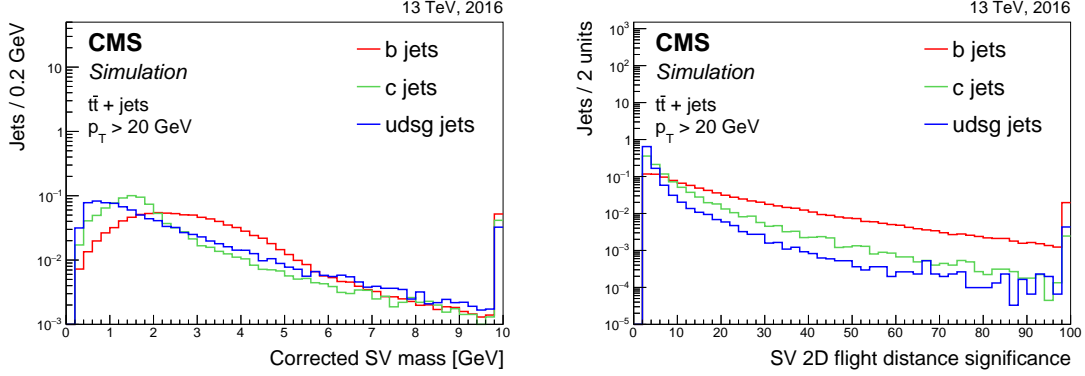 13 TeV, 2016
Jets / 0.2 GeV
CMS
Simulation
tt̄ + jets
p_T > 20 GeV
b jets
c jets
udsg jets
10
1
10⁻¹
10⁻²
10⁻³
0 1 2 3 4 5 6 7 8 9 10
Corrected SV mass [GeV]
13 TeV, 2016
Jets / 2 units
CMS
Simulation
tt̄ + jets
p_T > 20 GeV
b jets
c jets
udsg jets
10³
10²
10
1
10⁻¹
10⁻²
10⁻³
10⁻⁴
10⁻⁵
0 10 20 30 40 50 60 70 80 90 100
SV 2D flight distance significance